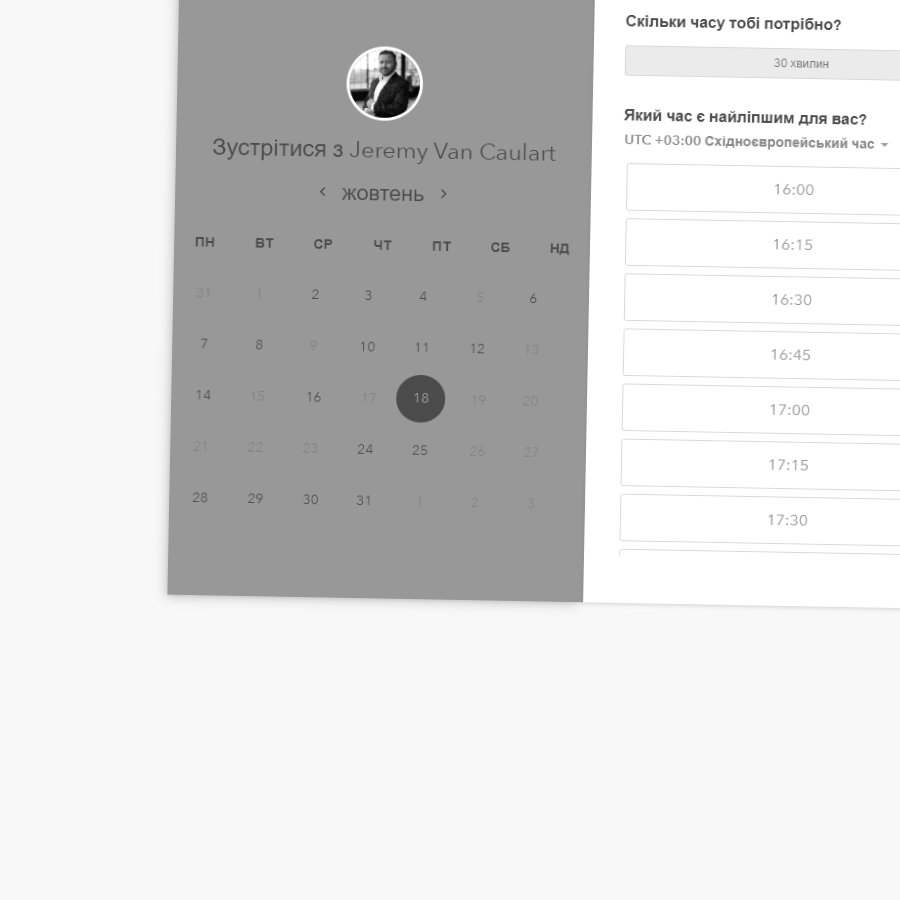 Зустрітися з Jeremy Van Caulart
жовтень
ПН ВТ СР ЧТ ПТ СБ НД
31 1 2 3 4 5 6
7 8 9 10 11 12 13
14 15 16 17 18 19 20
21 22 23 24 25 26 27
28 29 30 31 1 2 3
Скільки часу тобі потрібно?
30 хвилин
Який час є найліпшим для вас?
UTC +03:00 Східноєвропейський час
16:00
16:15
16:30
16:45
17:00
17:15
17:30